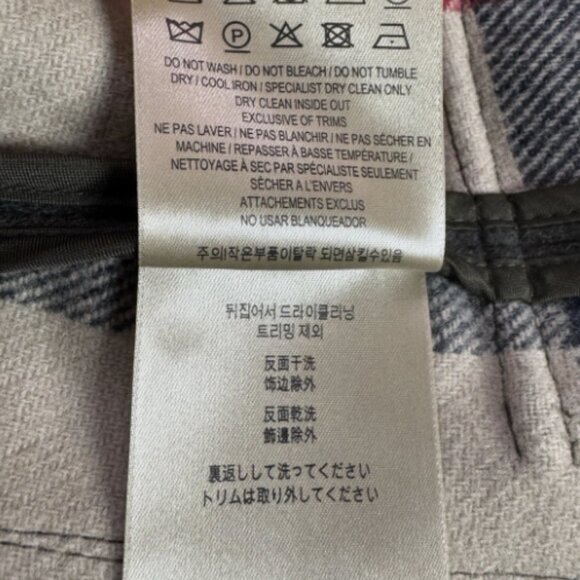 DO NOT WASH / DO NOT BLEACH / DO NOT TUMBLE
DRY / COOL IRON / SPECIALIST DRY CLEAN ONLY
DRY CLEAN INSIDE OUT
EXCLUSIVE OF TRIMS
NE PAS LAVER / NE PAS BLANCHIR / NE PAS SÉCHER EN
MACHINE / REPASSER À BASSE TEMPÉRATURE /
NETTOYAGE À SEC PAR SPÉCIALISTE SEULEMENT
SÉCHER A L'ENVERS
ATTACHEMENTS EXCLUS
NO USAR BLANQUEADOR
주의!작은부품이탈락 되면삼킬수있음
뒤집어서 드라이클리닝
트리밍 제외
反面干洗
饰边除外
反面乾洗
飾邊除外
裏返しして洗ってください
トリムは取り外してください